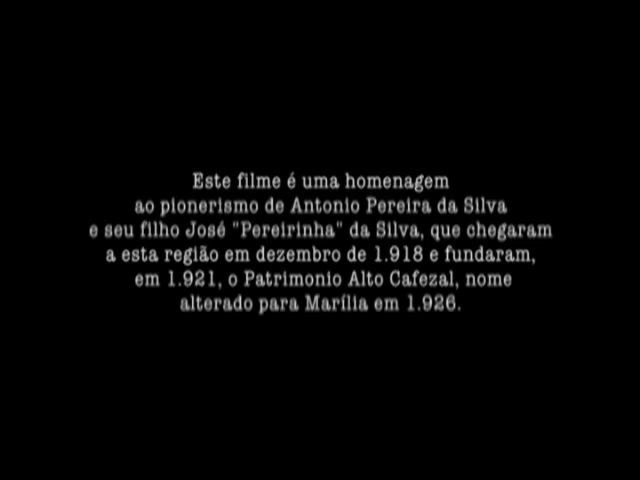 Este filme é uma homenagem
ao pionerismo de Antonio Pereira da Silva
e seu filho José "Pereirinha" da Silva, que chegaram
a esta região em dezembro de 1.918 e fundaram,
em 1.921, o Patrimonio Alto Cafezal, nome
alterado para Marília em 1.926.